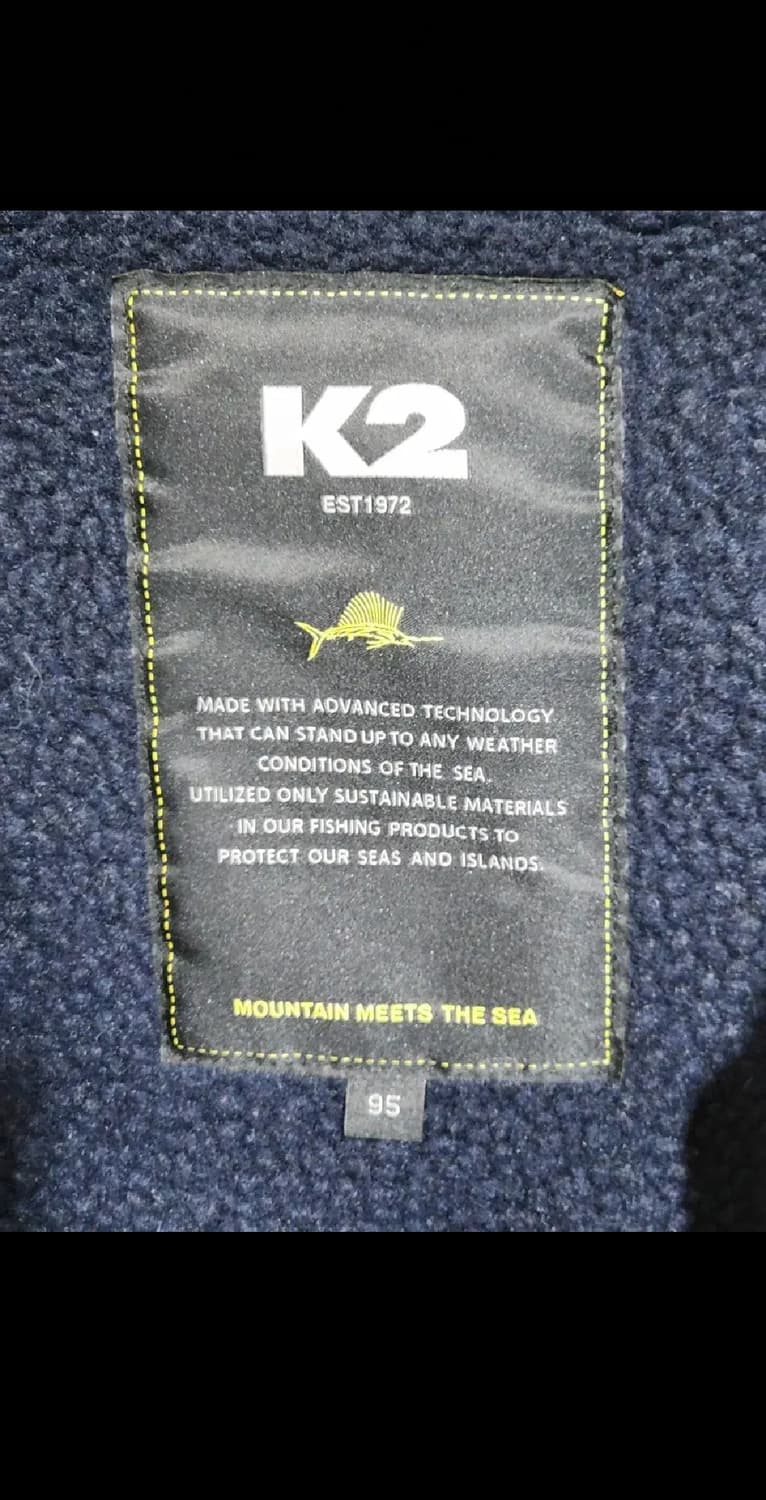 K2
EST1972
MADE WITH ADVANCED TECHNOLOGY
THAT CAN STAND UP TO ANY WEATHER
CONDITIONS OF THE SEA.
UTILIZED ONLY SUSTAINABLE MATERIALS
IN OUR FISHING PRODUCTS TO
PROTECT OUR SEAS AND ISLANDS.
MOUNTAIN MEETS THE SEA
95